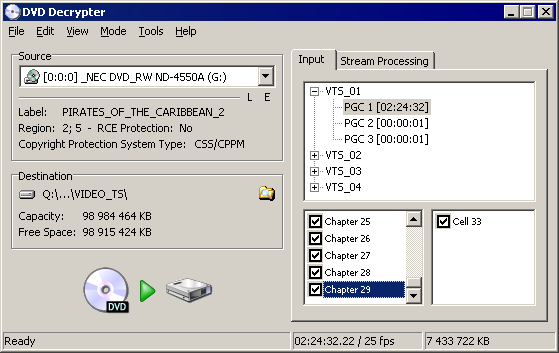 DVD Decrypter
File Edit View Mode Tools Help
Source
[0:0:0] _NEC DVD_RW ND-4550A (G:)
L E
Label: PIRATES_OF_THE_CARIBBEAN_2
Region: 2; 5 - RCE Protection: No
Copyright Protection System Type: CSS/CPPM
Destination
Q:\...\VIDEO_TS\
Capacity: 98 984 464 KB
Free Space: 98 915 424 KB
DVD
Input Stream Processing
VTS_01
PGC 1 [02:24:32]
PGC 2 [00:00:01]
PGC 3 [00:00:01]
VTS_02
VTS_03
VTS_04
Chapter 25
Chapter 26
Chapter 27
Chapter 28
Chapter 29
Cell 33
Ready
02:24:32.22 / 25 fps
7 433 722 KB